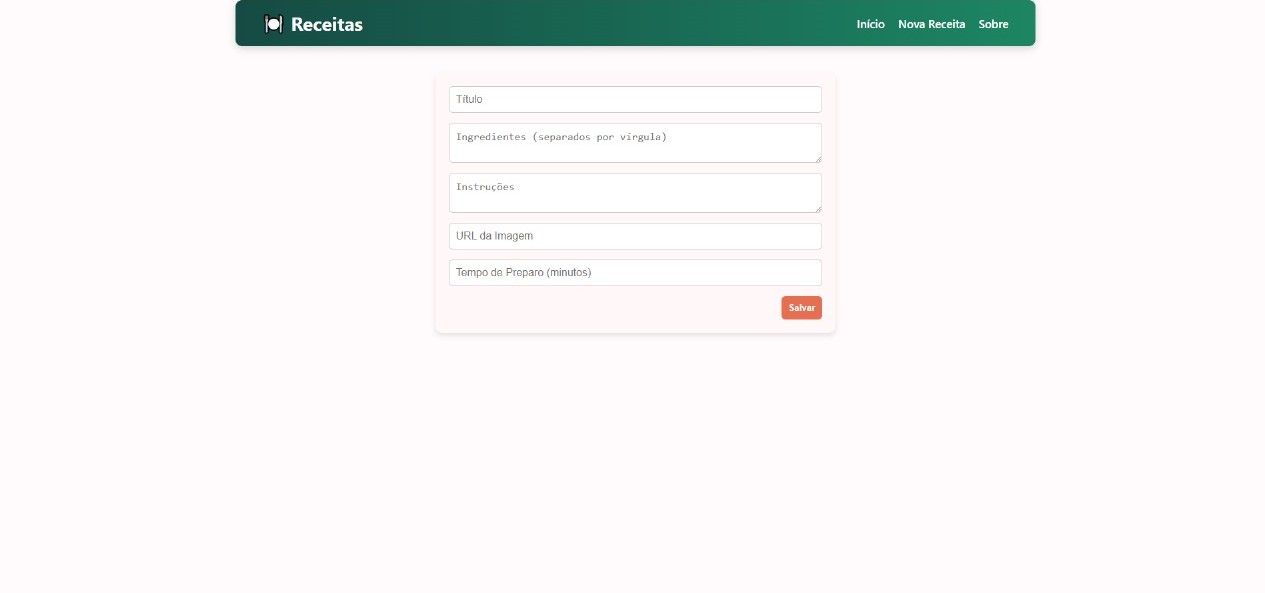 Receitas
Início Nova Receita Sobre
Título
Ingredientes (separados por vírgula)
Instruções
URL da Imagem
Tempo de Preparo (minutos)
Salvar